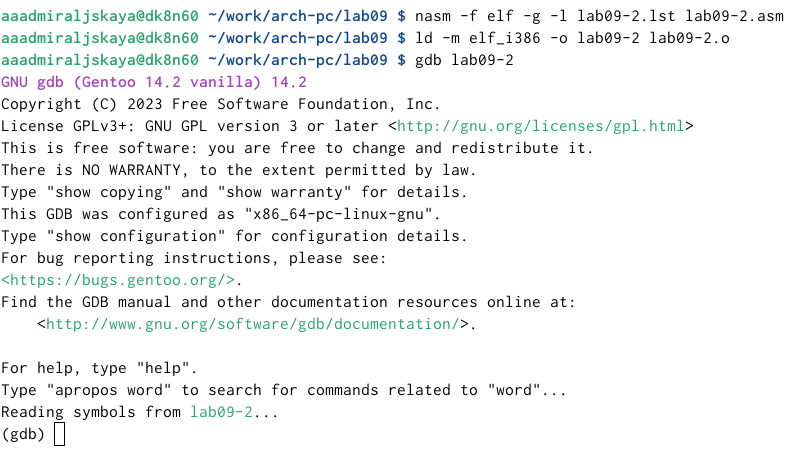 aaadmiraljskaya@dk8n60 ~/work/arch-pc/lab09 $ nasm -f elf -g -l lab09-2.lst lab09-2.asm
aaadmiraljskaya@dk8n60 ~/work/arch-pc/lab09 $ ld -m elf_i386 -o lab09-2 lab09-2.o
aaadmiraljskaya@dk8n60 ~/work/arch-pc/lab09 $ gdb lab09-2
GNU gdb (Gentoo 14.2 vanilla) 14.2
Copyright (C) 2023 Free Software Foundation, Inc.
License GPLv3+: GNU GPL version 3 or later <http://gnu.org/licenses/gpl.html>
This is free software: you are free to change and redistribute it.
There is NO WARRANTY, to the extent permitted by law.
Type "show copying" and "show warranty" for details.
This GDB was configured as "x86_64-pc-linux-gnu".
Type "show configuration" for configuration details.
For bug reporting instructions, please see:
<https://bugs.gentoo.org/>.
Find the GDB manual and other documentation resources online at:
    <http://www.gnu.org/software/gdb/documentation/>.

For help, type "help".
Type "apropos word" to search for commands related to "word"...
Reading symbols from lab09-2...
(gdb)